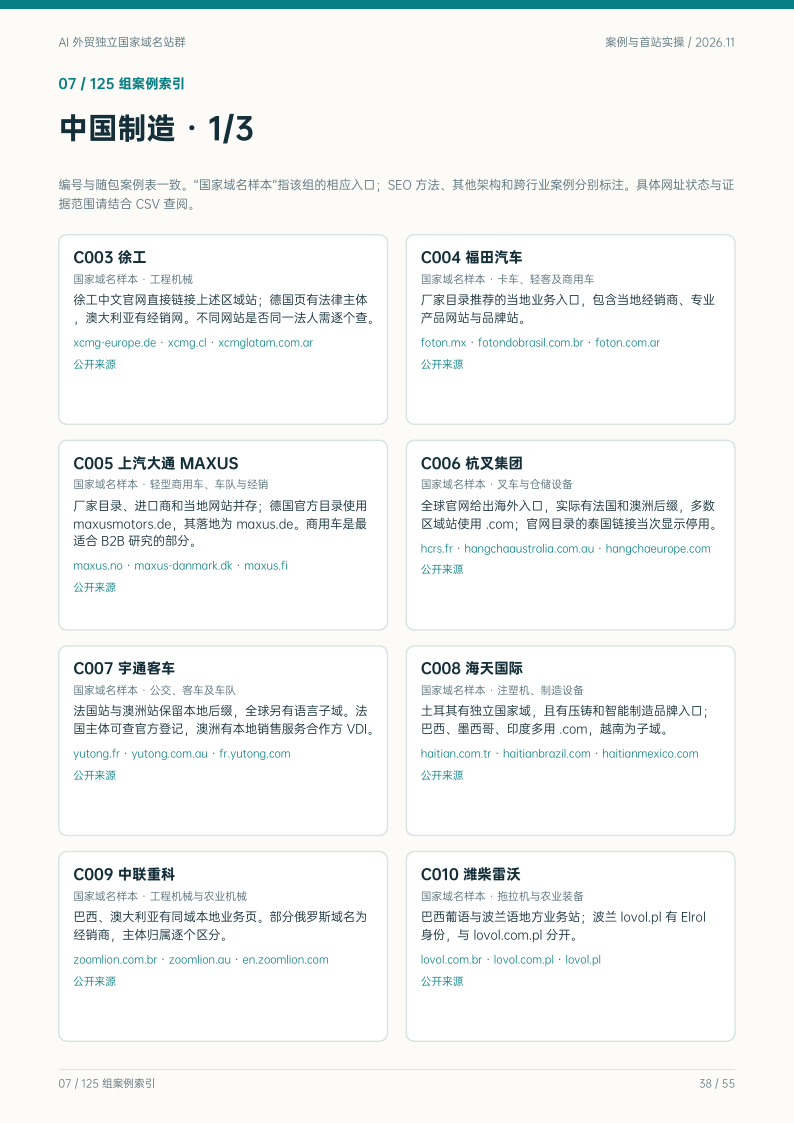 AI 外贸独立国家域名站群
案例与首站实操 / 2026.11
07 / 125 组案例索引
中国制造 · 1/3
编号与随包案例表一致。“国家域名样本”指该组的相应入口；SEO 方法、其他架构和跨行业案例分别标注。具体网址状态与证
据范围请结合 CSV 查阅。
C003 徐工
国家域名样本 · 工程机械
徐工中文官网直接链接上述区域站；德国页有法律主体
，澳大利亚有经销网。不同网站是否同一法人需逐个查。
xcmg-europe.de · xcmg.cl · xcmglatam.com.ar
公开来源
C004 福田汽车
国家域名样本 · 卡车、轻客及商用车
厂家目录推荐的当地业务入口，包含当地经销商、专业
产品网站与品牌站。
foton.mx · fotondobrasil.com.br · foton.com.ar
公开来源
C005 上汽大通 MAXUS
国家域名样本 · 轻型商用车、车队与经销
厂家目录、进口商和当地网站并存；德国官方目录使用
maxusmotors.de，其落地为 maxus.de。商用车是最
适合 B2B 研究的部分。
maxus.no · maxus-danmark.dk · maxus.fi
公开来源
C006 杭叉集团
国家域名样本 · 叉车与仓储设备
全球官网给出海外入口，实际有法国和澳洲后缀，多数
区域站使用 .com；官网目录的泰国链接当次显示停用。
hcrs.fr · hangchaaustralia.com.au · hangchaeurope.com
公开来源
C007 宇通客车
国家域名样本 · 公交、客车及车队
法国站与澳洲站保留本地后缀，全球另有语言子域。法
国主体可查官方登记，澳洲有本地销售服务合作方 VDI。
yutong.fr · yutong.com.au · fr.yutong.com
公开来源
C008 海天国际
国家域名样本 · 注塑机、制造设备
土耳其有独立国家域，且有压铸和智能制造品牌入口；
巴西、墨西哥、印度多用 .com，越南为子域。
haitian.com.tr · haitianbrazil.com · haitianmexico.com
公开来源
C009 中联重科
国家域名样本 · 工程机械与农业机械
巴西、澳大利亚有同域本地业务页。部分俄罗斯域名为
经销商，主体归属逐个区分。
zoomlion.com.br · zoomlion.au · en.zoomlion.com
公开来源
C010 潍柴雷沃
国家域名样本 · 拖拉机与农业装备
巴西葡语与波兰语地方业务站；波兰 lovol.pl 有 Elrol
身份，与 lovol.com.pl 分开。
lovol.com.br · lovol.com.pl · lovol.pl
公开来源
07 / 125 组案例索引
38 / 55